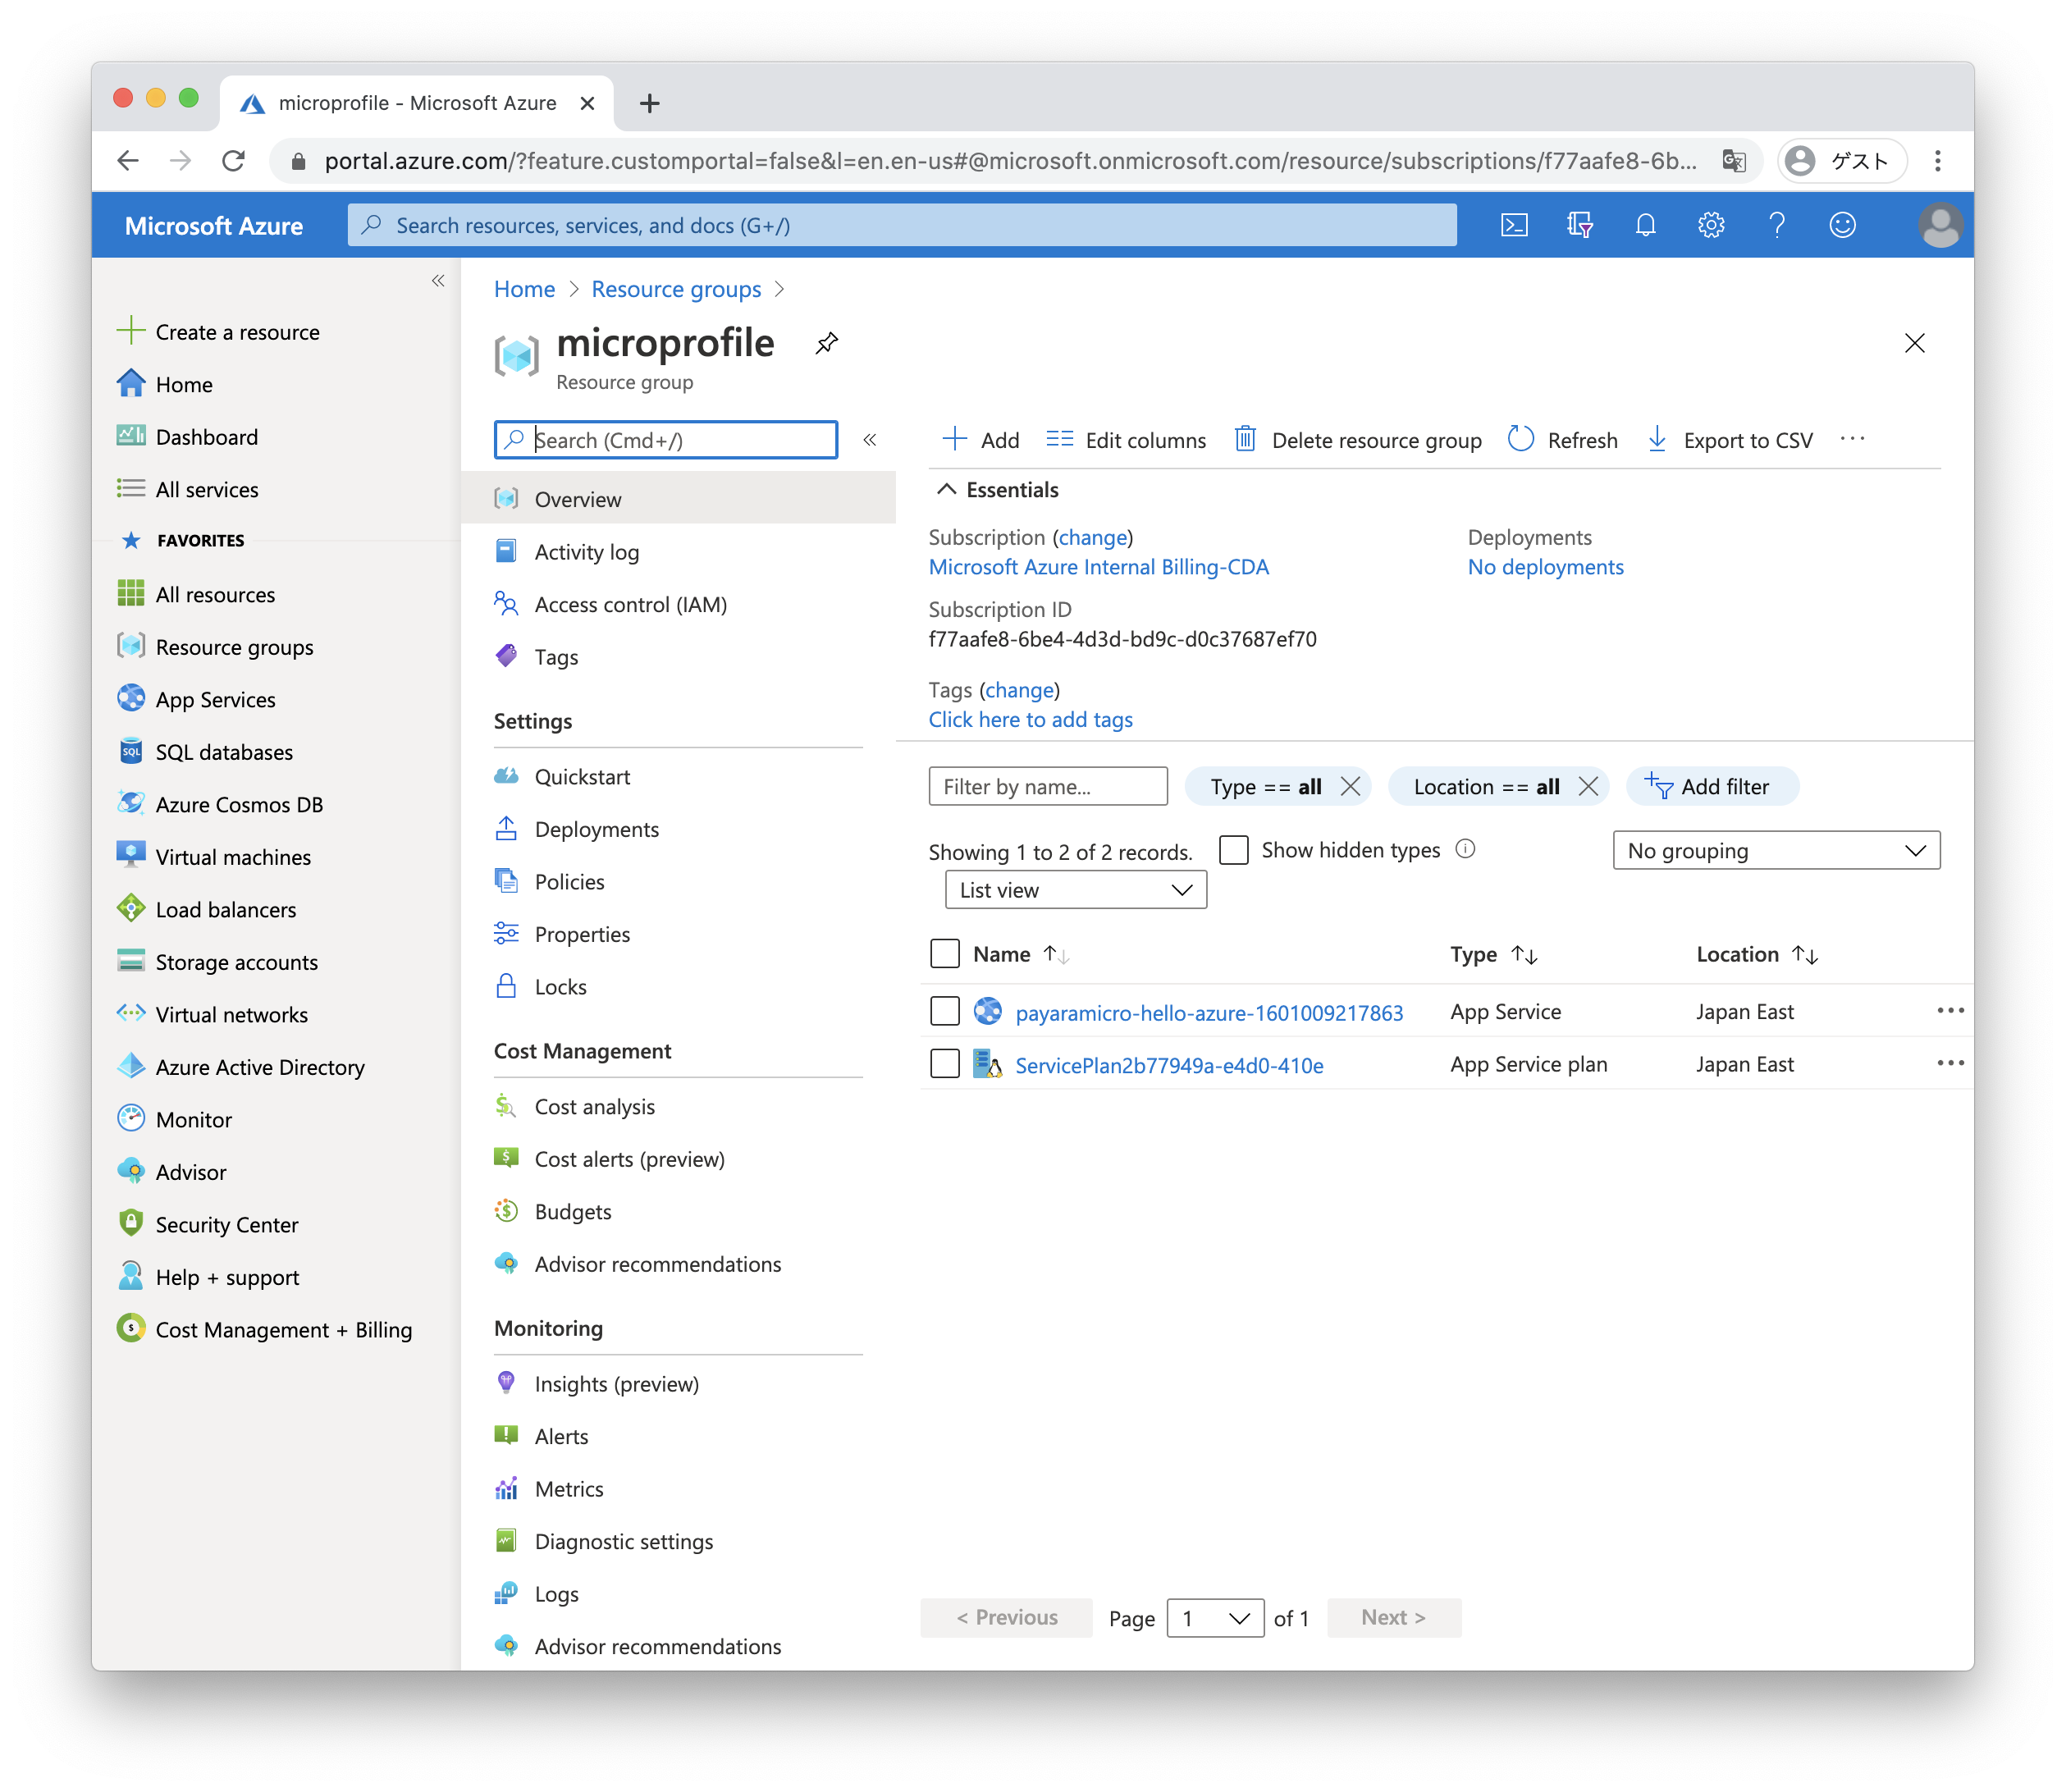 microprofile - Microsoft Azure
portal.azure.com/?feature.customportal=false&l=en.en-us#@microsoft.onmicrosoft.com/resource/subscriptions/f77aafe8-6b...
ゲスト
Microsoft Azure
Search resources, services, and docs (G+/)
Create a resource
Home
Dashboard
All services
FAVORITES
All resources
Resource groups
App Services
SQL databases
Azure Cosmos DB
Virtual machines
Load balancers
Storage accounts
Virtual networks
Azure Active Directory
Monitor
Advisor
Security Center
Help + support
Cost Management + Billing
Home > Resource groups >
microprofile
Resource group
Search (Cmd+/)
Overview
Activity log
Access control (IAM)
Tags
Settings
Quickstart
Deployments
Policies
Properties
Locks
Cost Management
Cost analysis
Cost alerts (preview)
Budgets
Advisor recommendations
Monitoring
Insights (preview)
Alerts
Metrics
Diagnostic settings
Logs
Advisor recommendations
Add Edit columns Delete resource group Refresh Export to CSV ...
Essentials
Subscription (change)
Microsoft Azure Internal Billing-CDA
Deployments
No deployments
Subscription ID
f77aafe8-6be4-4d3d-bd9c-d0c37687ef70
Tags (change)
Click here to add tags
Filter by name... Type == all Location == all Add filter
Showing 1 to 2 of 2 records. Show hidden types No grouping
List view
Name Type Location
payaramicro-hello-azure-1601009217863 App Service Japan East
ServicePlan2b77949a-e4d0-410e App Service plan Japan East
< Previous Page 1 of 1 Next >